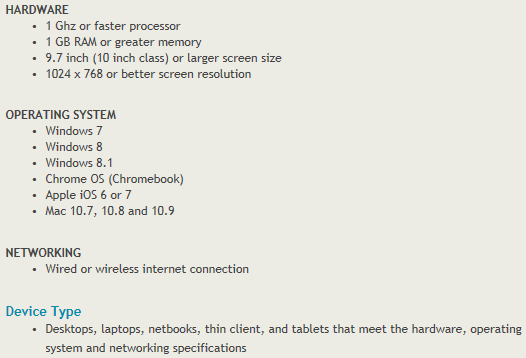 HARDWARE
• 1 Ghz or faster processor
• 1 GB RAM or greater memory
• 9.7 inch (10 inch class) or larger screen size
• 1024 x 768 or better screen resolution
OPERATING SYSTEM
• Windows 7
• Windows 8
• Windows 8.1
• Chrome OS (Chromebook)
• Apple iOS 6 or 7
• Mac 10.7, 10.8 and 10.9
NETWORKING
• Wired or wireless internet connection
Device Type
• Desktops, laptops, netbooks, thin client, and tablets that meet the hardware, operating
system and networking specifications